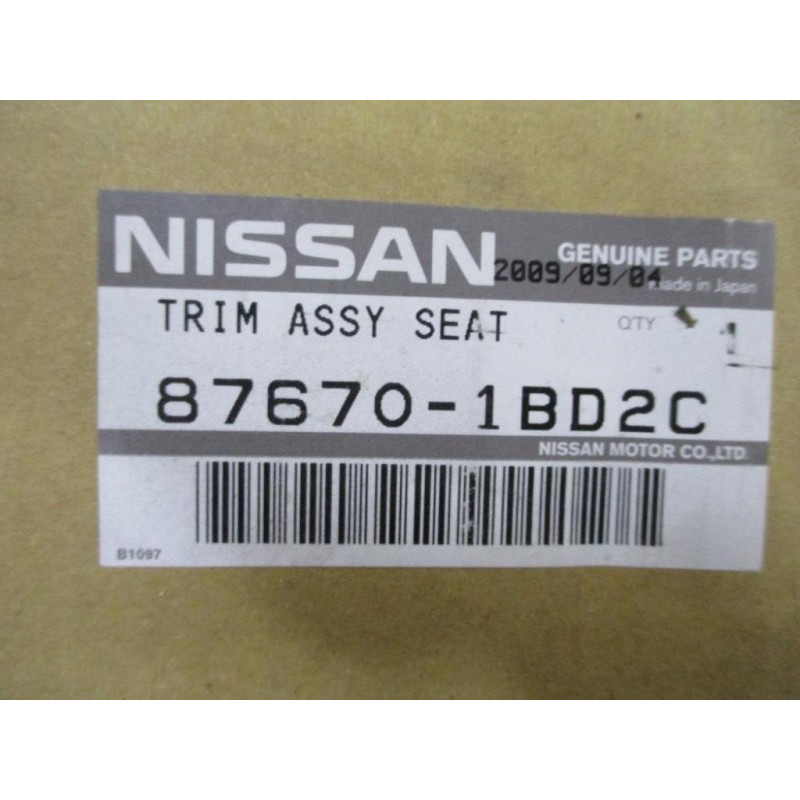 NISSAN
GENUINE PARTS
2009/09/04
Made in Japan
TRIM ASSY SEAT
Q'TY
1
87670-1BD2C
NISSAN MOTOR CO.,LTD.
B1097